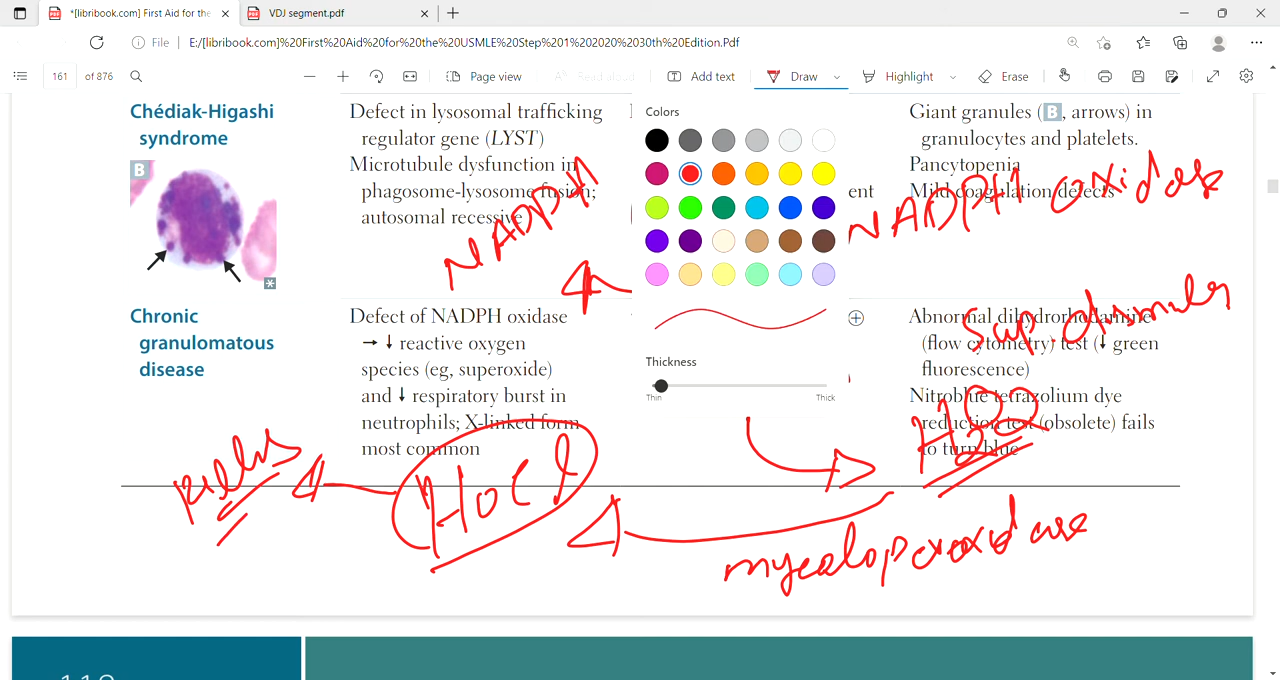 *[libribook.com] First Aid for the
VDJ segment.pdf
File E:/[libribook.com]%20First%20Aid%20for%20the%20USMLE%20Step%201%202020%2030th%20Edition.Pdf
161 of 876
Page view
Read aloud
Add text
Draw
Highlight
Erase
Chédiak-Higashi
syndrome
B
Defect in lysosomal trafficking
regulator gene (LYST)
Microtubule dysfunction in
phagosome-lysosome fusion;
autosomal recessive
Colors
Thickness
Thin
Thick
ent
Giant granules (B, arrows) in
granulocytes and platelets.
Pancytopenia
Mild coagulation defects
NADPH
NADPH oxidase
Chronic
granulomatous
disease
Defect of NADPH oxidase
→ ↓ reactive oxygen
species (eg, superoxide)
and ↓ respiratory burst in
neutrophils; X-linked form
most common
Abnormal dihydrorhodamine
(flow cytometry) test (↓ green
fluorescence)
Nitroblue tetrazolium dye
reduction test (obsolete) fails
to turn blue
HOCl